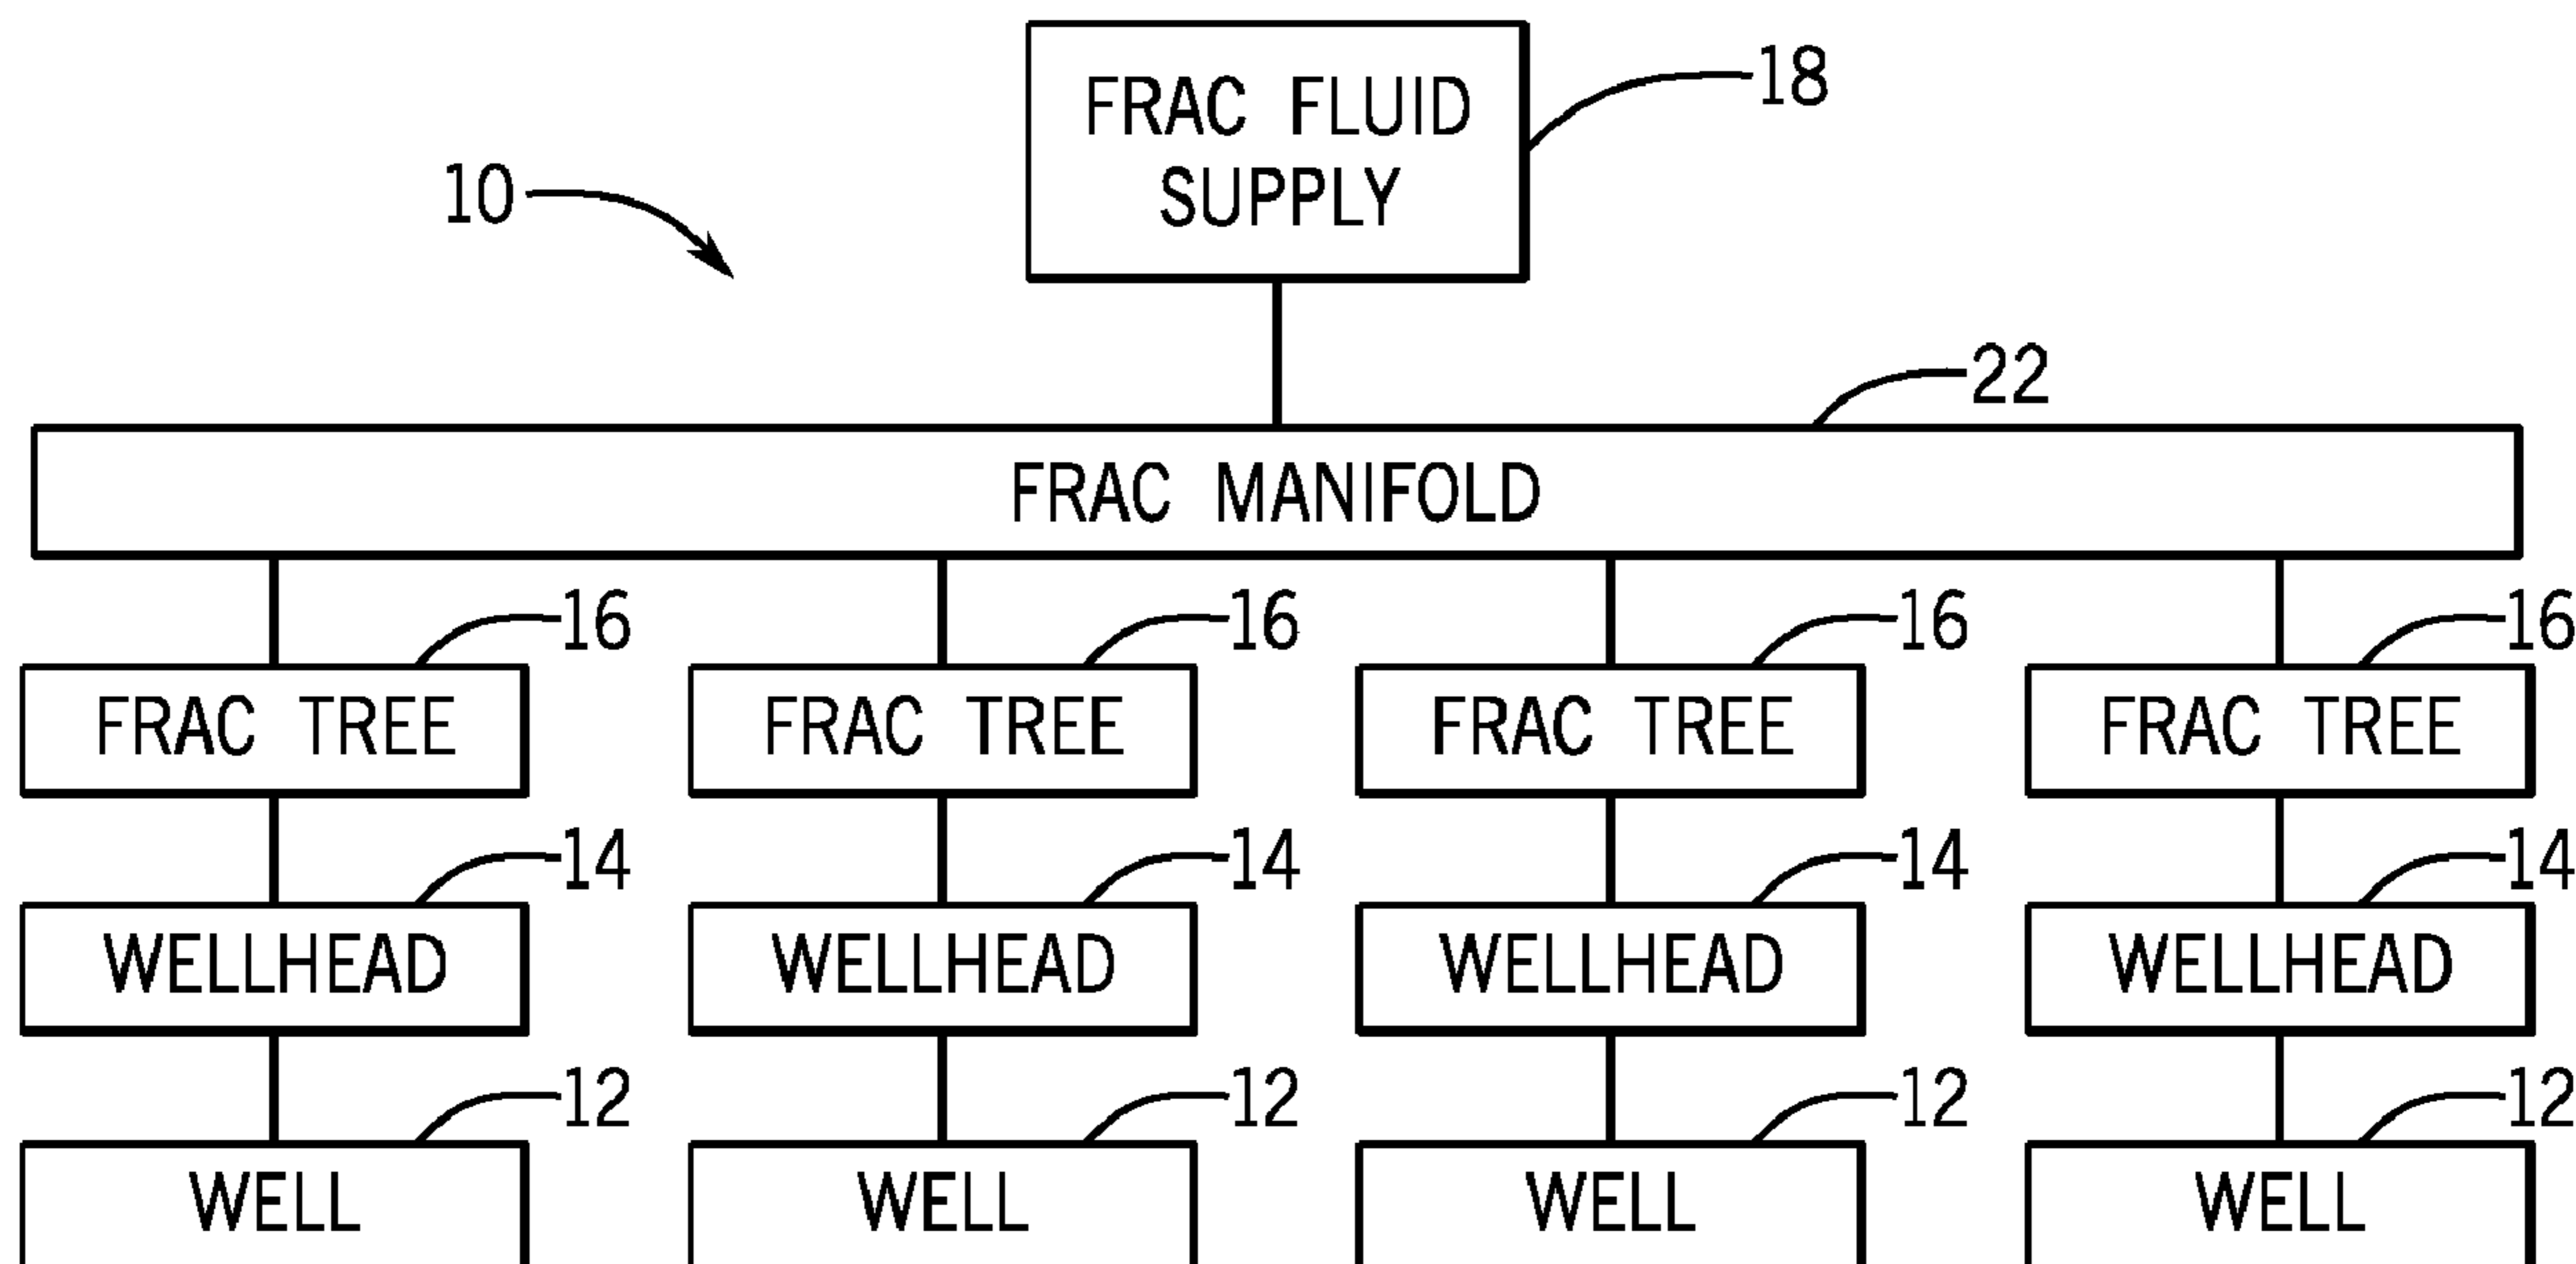 FRAC FLUID
SUPPLY
18
10
22
FRAC MANIFOLD
16 16 16 16
FRAC TREE FRAC TREE FRAC TREE FRAC TREE
14 14 14 14
WELLHEAD WELLHEAD WELLHEAD WELLHEAD
12 12 12 12
WELL WELL WELL WELL